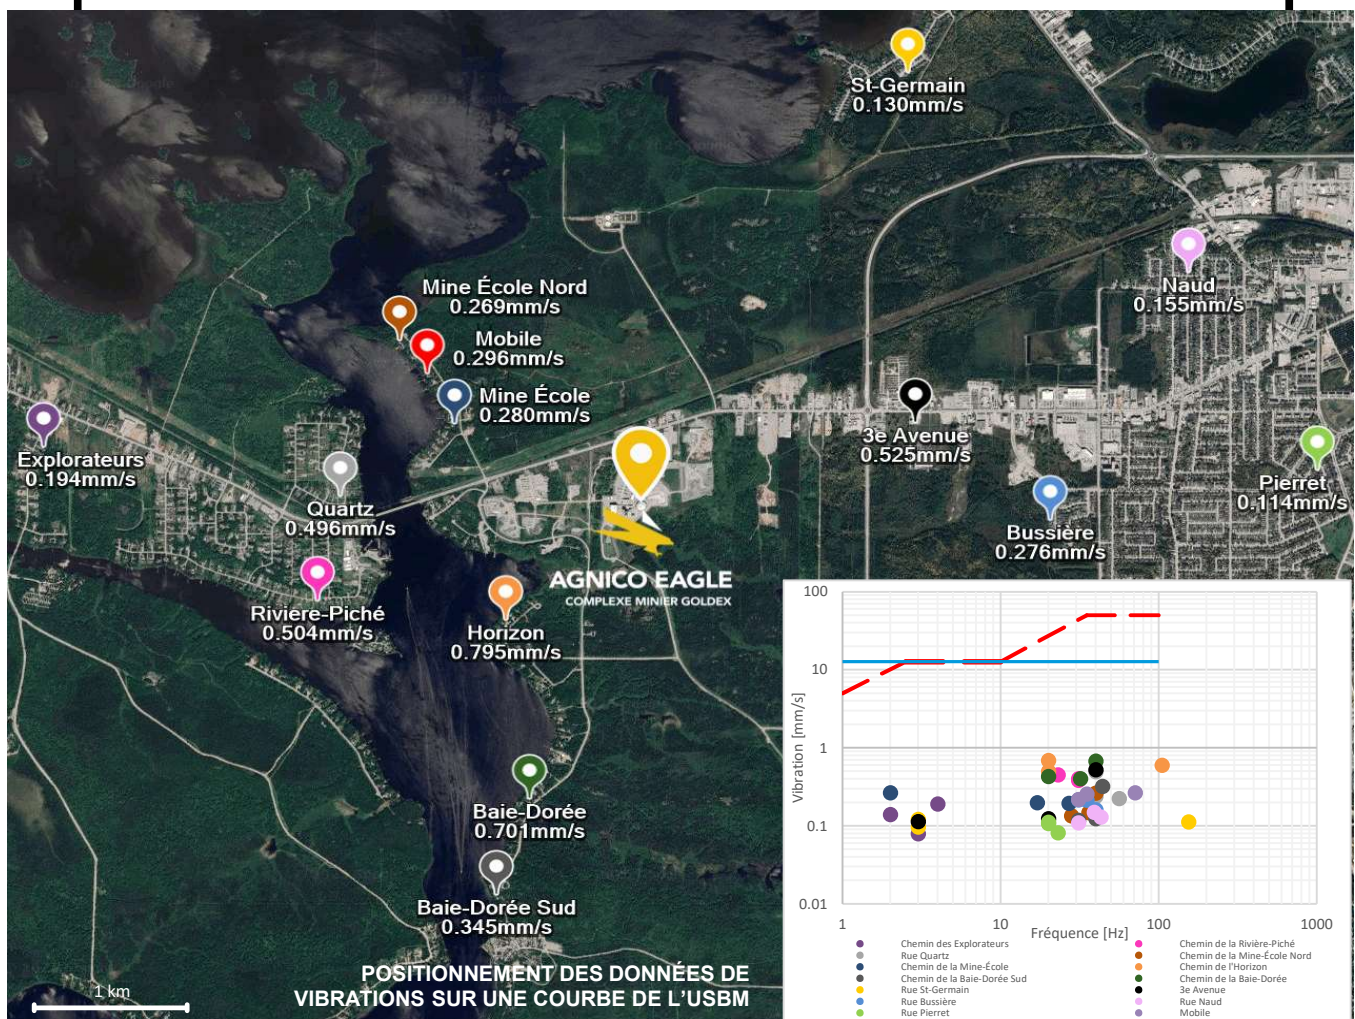 St-Germain
0.130mm/s
Naud
0.155mm/s
Mine École Nord
0.269mm/s
Mobile
0.296mm/s
Mine École
0.280mm/s
3e Avenue
0.525mm/s
Explorateurs
0.194mm/s
Quartz
0.496mm/s
Pierret
0.114mm/s
Bussière
0.276mm/s
AGNICO EAGLE
COMPLEXE MINIER GOLDEX
Riviere-Piché
0.504mm/s
Horizon
0.795mm/s
Baie-Dorée
0.701mm/s
Baie-Dorée Sud
0.345mm/s
POSITIONNEMENT DES DONNÉES DE
VIBRATIONS SUR UNE COURBE DE L'USBM
1 km
Vibration [mm/s]
100
10
1
0.1
0.01
1 10 100 1000
Fréquence [Hz]
Chemin des Explorateurs
Chemin de la Rivière-Piché
Rue Quartz
Chemin de la Mine-École Nord
Chemin de la Mine-École
Chemin de l'Horizon
Chemin de la Baie-Dorée Sud
Chemin de la Baie-Dorée
Rue St-Germain
3e Avenue
Rue Bussière
Rue Naud
Rue Pierret
Mobile